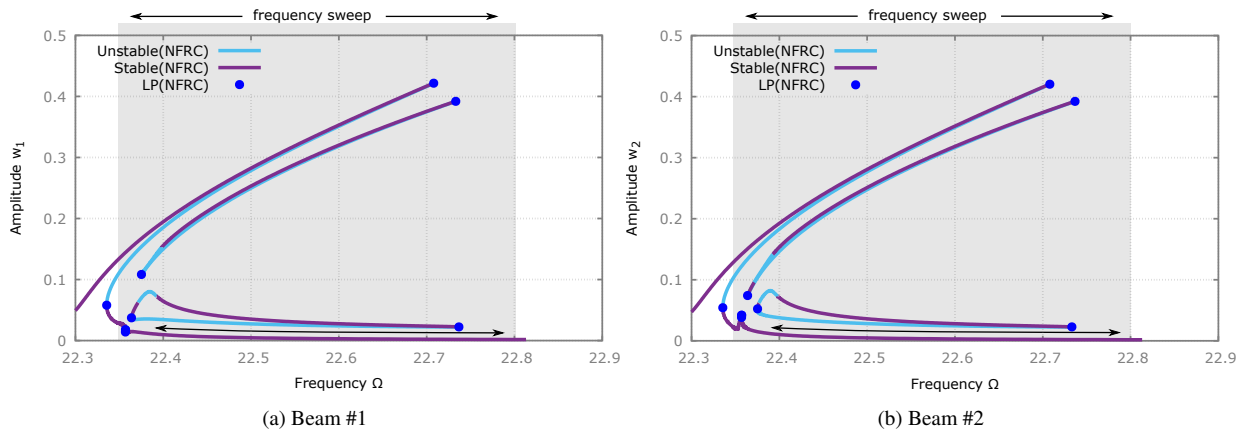 frequency sweep
0.5
0.4
0.3
0.2
0.1
0
Amplitude w₁
Unstable(NFRC)
Stable(NFRC)
LP(NFRC)
22.3 22.4 22.5 22.6 22.7 22.8 22.9
Frequency Ω
(a) Beam #1
frequency sweep
0.5
0.4
0.3
0.2
0.1
0
Amplitude w₂
Unstable(NFRC)
Stable(NFRC)
LP(NFRC)
22.3 22.4 22.5 22.6 22.7 22.8 22.9
Frequency Ω
(b) Beam #2